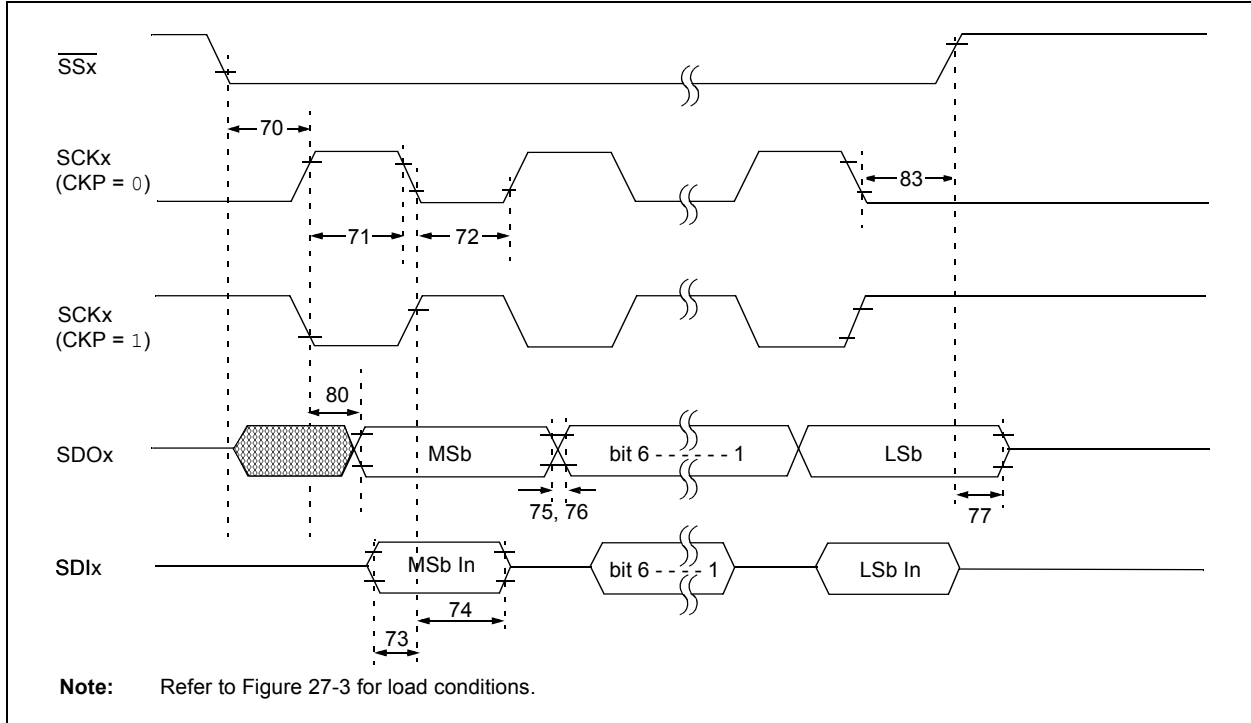 SSx
70
SCKx
(CKP = 0)
83
71
72
SCKx
(CKP = 1)
80
SDOx
MSb
bit 6 - - - - - - 1
LSb
75, 76
77
SDIx
MSb In
bit 6 - - - - 1
LSb In
74
73
Note: Refer to Figure 27-3 for load conditions.